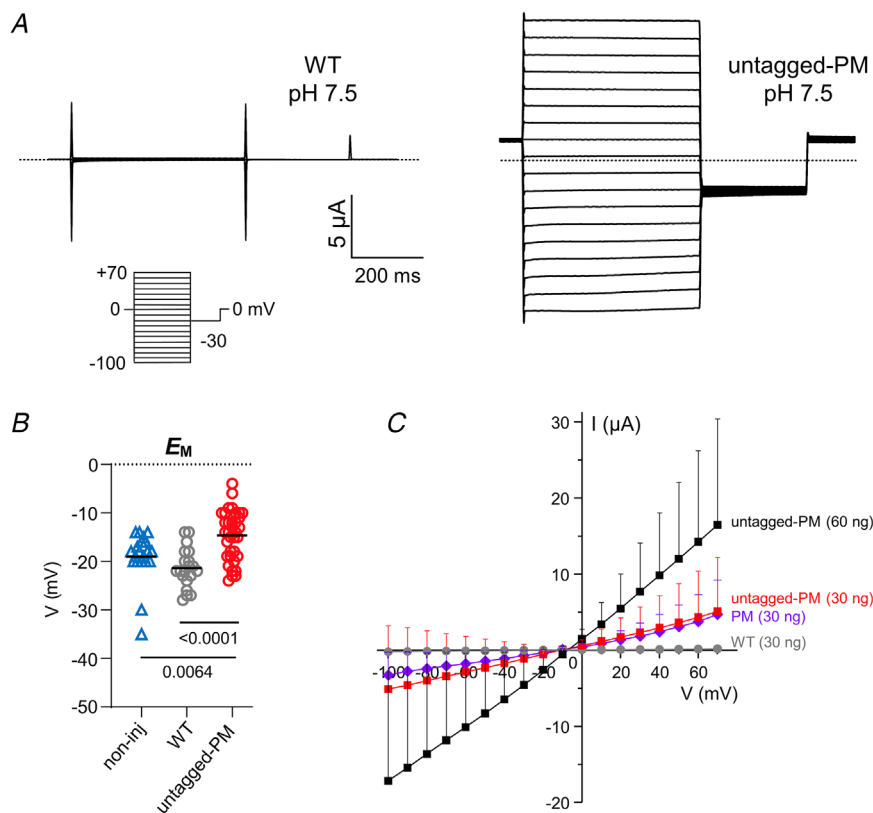 A
WT
pH 7.5
untagged-PM
pH 7.5
5 µA
200 ms
+70
0
0 mV
-30
-100
B
EM
0
-10
-20
-30
-40
-50
V (mV)
<0.0001
0.0064
non-inj
WT
untagged-PM
C
I (µA)
30
20
10
0
-10
-20
-100
-80
-60
-40
-20
20
40
60
V (mV)
untagged-PM (60 ng)
untagged-PM (30 ng)
PM (30 ng)
WT (30 ng)